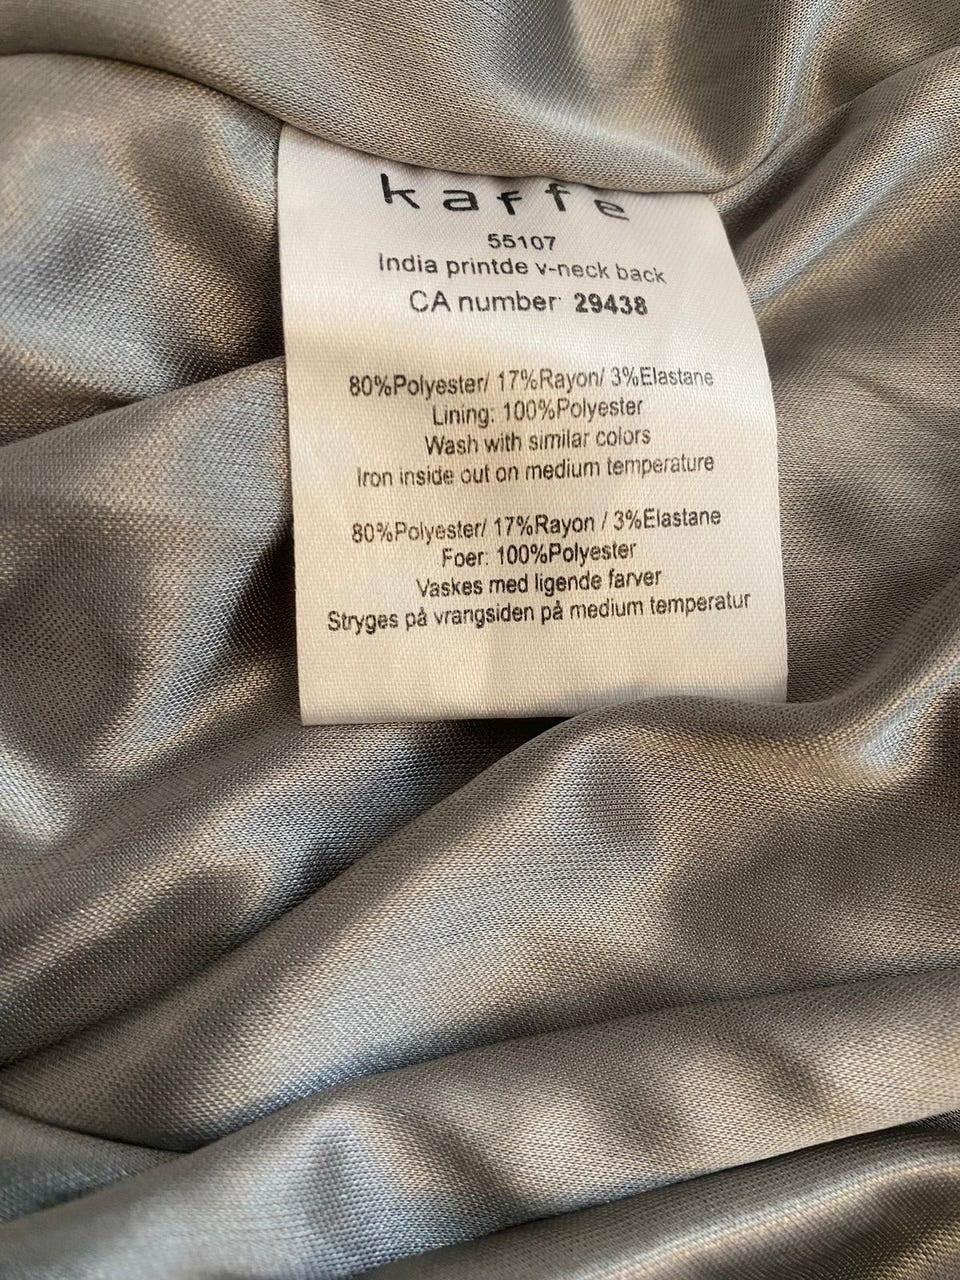 kaffe
55107
India printde v-neck back
CA number 29438
80%Polyester/ 17%Rayon/ 3%Elastane
Lining: 100%Polyester
Wash with similar colors
Iron inside out on medium temperature
80%Polyester/ 17%Rayon / 3%Elastane
Foer: 100%Polyester
Vaskes med ligende farver
Stryges på vrangsiden på medium temperatur